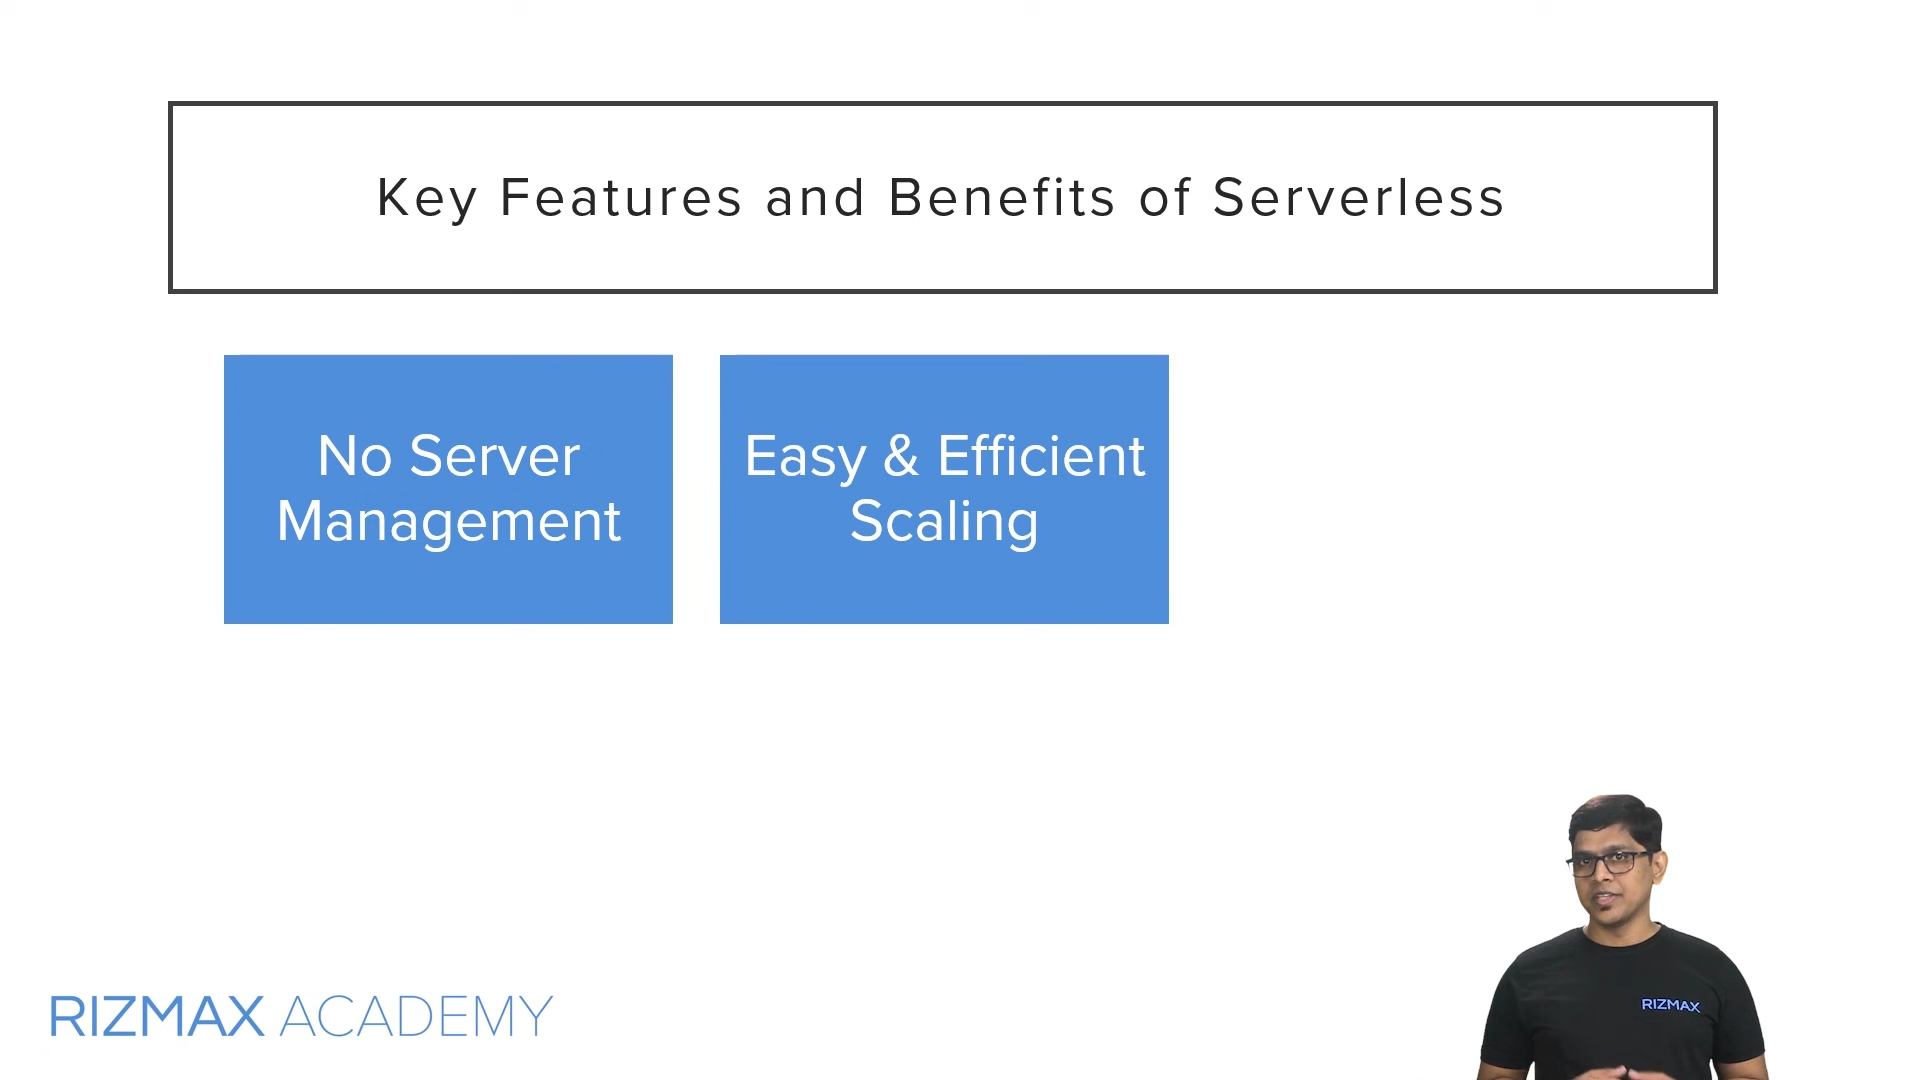 Key Features and Benefits of Serverless
No Server
Management
Easy & Efficient
Scaling
RIZMAX ACADEMY
RIZMAX